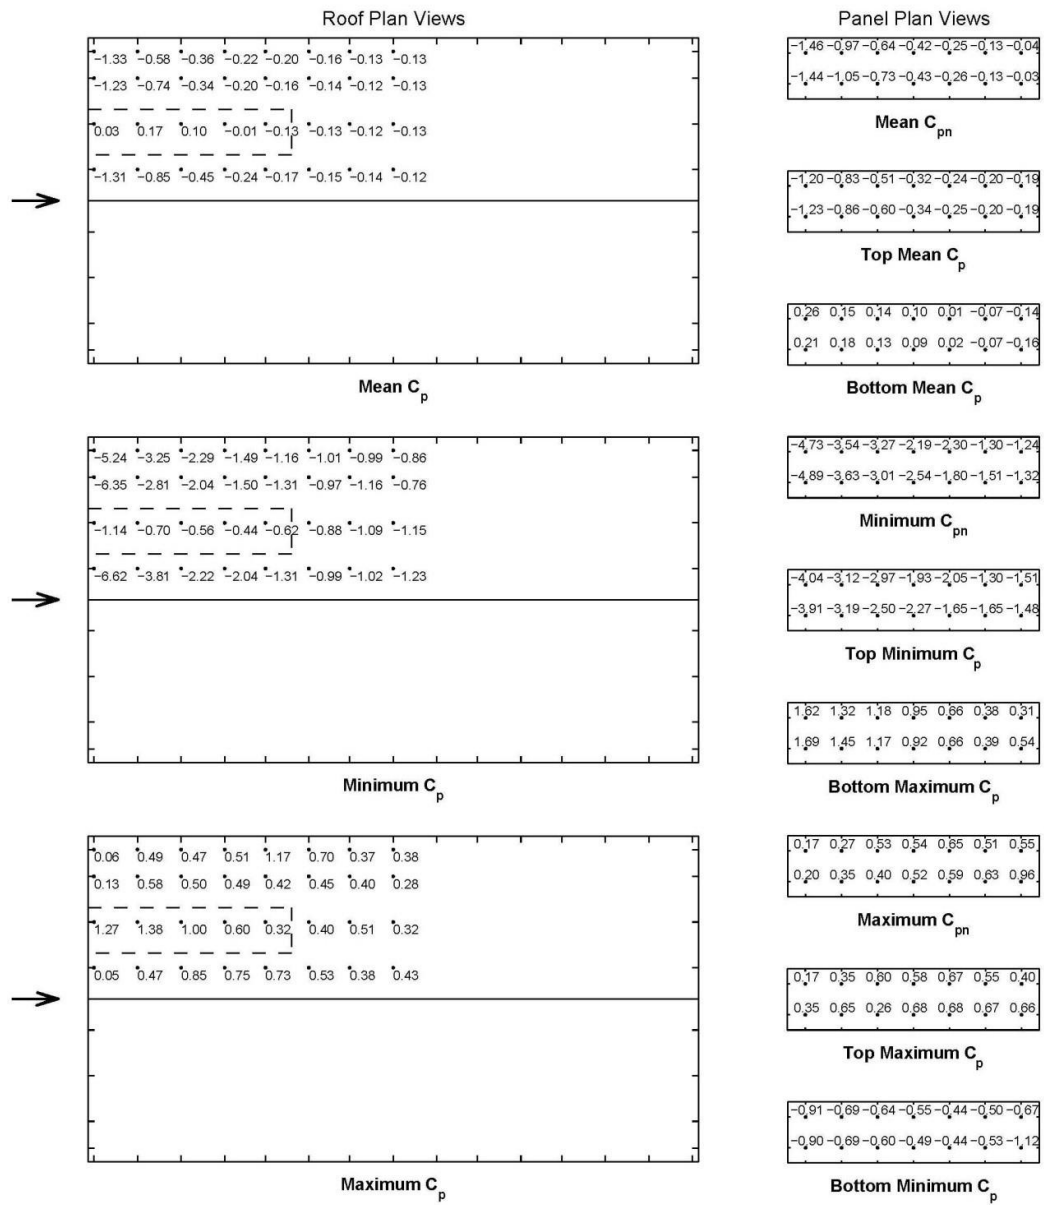 Roof Plan Views
−1.33 −0.58 −0.36 −0.22 −0.20 −0.16 −0.13 −0.13
−1.23 −0.74 −0.34 −0.20 −0.16 −0.14 −0.12 −0.13
0.03 0.17 0.10 −0.01 −0.13 −0.13 −0.12 −0.13
−1.31 −0.85 −0.45 −0.24 −0.17 −0.15 −0.14 −0.12
Mean Cp
−5.24 −3.25 −2.29 −1.49 −1.16 −1.01 −0.99 −0.86
−6.35 −2.81 −2.04 −1.50 −1.31 −0.97 −1.16 −0.76
−1.14 −0.70 −0.56 −0.44 −0.62 −0.88 −1.09 −1.15
−6.62 −3.81 −2.22 −2.04 −1.31 −0.99 −1.02 −1.23
Minimum Cp
0.06 0.49 0.47 0.51 1.17 0.70 0.37 0.38
0.13 0.58 0.50 0.49 0.42 0.45 0.40 0.28
1.27 1.38 1.00 0.60 0.32 0.40 0.51 0.32
0.05 0.47 0.85 0.75 0.73 0.53 0.38 0.43
Maximum Cp
Panel Plan Views
−1.46 −0.97 −0.64 −0.42 −0.25 −0.13 −0.04
−1.44 −1.05 −0.73 −0.43 −0.26 −0.13 −0.03
Mean Cpn
−1.20 −0.83 −0.51 −0.32 −0.24 −0.20 −0.19
−1.23 −0.86 −0.60 −0.34 −0.25 −0.20 −0.19
Top Mean Cp
0.26 0.15 0.14 0.10 0.01 −0.07 −0.14
0.21 0.18 0.13 0.09 0.02 −0.07 −0.16
Bottom Mean Cp
−4.73 −3.54 −3.27 −2.19 −2.30 −1.30 −1.24
−4.89 −3.63 −3.01 −2.54 −1.80 −1.51 −1.32
Minimum Cpn
−4.04 −3.12 −2.97 −1.93 −2.05 −1.30 −1.51
−3.91 −3.19 −2.50 −2.27 −1.65 −1.65 −1.48
Top Minimum Cp
1.62 1.32 1.18 0.95 0.66 0.38 0.31
1.69 1.45 1.17 0.92 0.66 0.39 0.54
Bottom Maximum Cp
0.17 0.27 0.53 0.54 0.65 0.51 0.55
0.20 0.35 0.40 0.52 0.59 0.63 0.96
Maximum Cpn
0.17 0.35 0.60 0.58 0.67 0.55 0.40
0.35 0.65 0.26 0.68 0.68 0.67 0.66
Top Maximum Cp
−0.91 −0.69 −0.64 −0.55 −0.44 −0.50 −0.67
−0.90 −0.69 −0.60 −0.49 −0.44 −0.53 −1.12
Bottom Minimum Cp